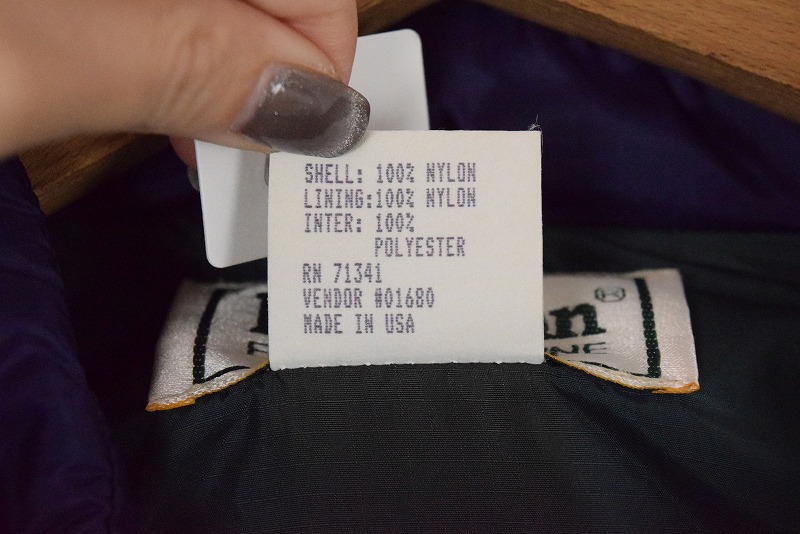 SHELL: 100% NYLON
LINING:100% NYLON
INTER: 100%
POLYESTER
RN 71341
VENDOR #01680
MADE IN USA